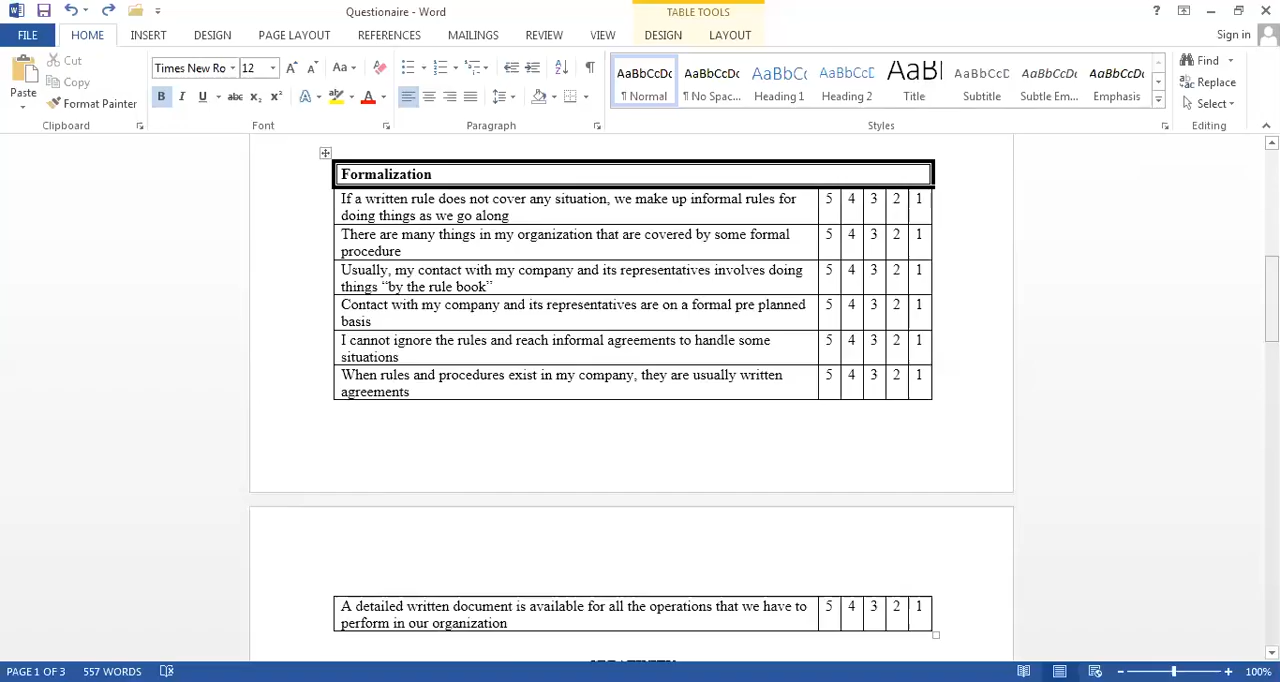 Questionaire - Word
TABLE TOOLS
?
FILE HOME INSERT DESIGN PAGE LAYOUT REFERENCES MAILINGS REVIEW VIEW DESIGN LAYOUT Sign in
Paste
Cut
Copy
Format Painter
Clipboard
Times New Ro 12
Font
Paragraph
AaBbCcDc AaBbCcDc AaBbCc AaBbCcD AaBI AaBbCcD AaBbCcDc AaBbCcDc
¶ Normal ¶ No Spac... Heading 1 Heading 2 Title Subtitle Subtle Em... Emphasis
Styles
Find
Replace
Select
Editing
Formalization
If a written rule does not cover any situation, we make up informal rules for 5 4 3 2 1
doing things as we go along
There are many things in my organization that are covered by some formal 5 4 3 2 1
procedure
Usually, my contact with my company and its representatives involves doing 5 4 3 2 1
things “by the rule book”
Contact with my company and its representatives are on a formal pre planned 5 4 3 2 1
basis
I cannot ignore the rules and reach informal agreements to handle some 5 4 3 2 1
situations
When rules and procedures exist in my company, they are usually written 5 4 3 2 1
agreements
A detailed written document is available for all the operations that we have to 5 4 3 2 1
perform in our organization
PAGE 1 OF 3 557 WORDS 100%